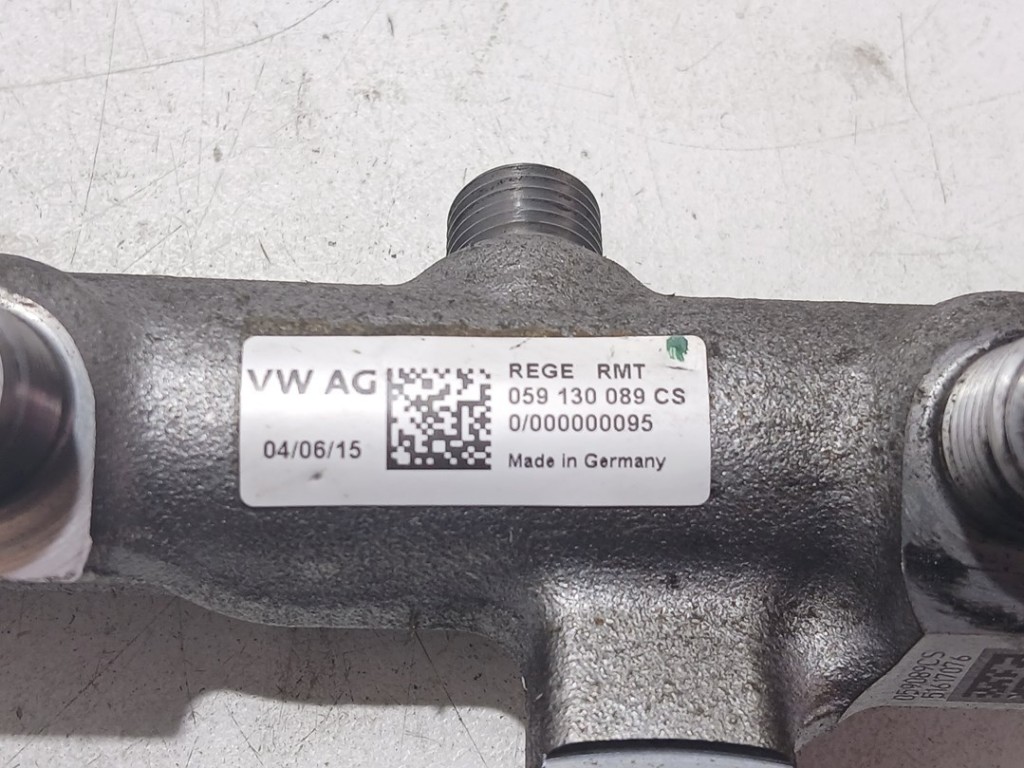 VW AG
04/06/15
REGE RMT
059 130 089 CS
0/000000095
Made in Germany